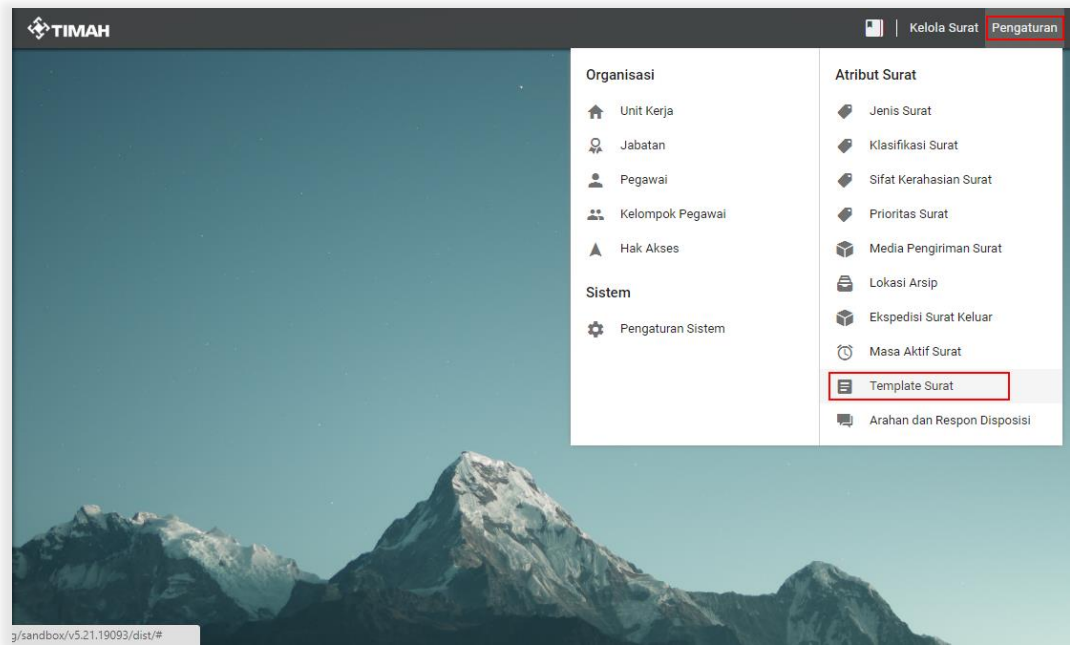 TIMAH
Kelola Surat
Pengaturan
Organisasi
Unit Kerja
Jabatan
Pegawai
Kelompok Pegawai
Hak Akses
Sistem
Pengaturan Sistem
Atribut Surat
Jenis Surat
Klasifikasi Surat
Sifat Kerahasian Surat
Prioritas Surat
Media Pengiriman Surat
Lokasi Arsip
Ekspedisi Surat Keluar
Masa Aktif Surat
Template Surat
Arahan dan Respon Disposisi
g/sandbox/v5.21.19093/dist/#